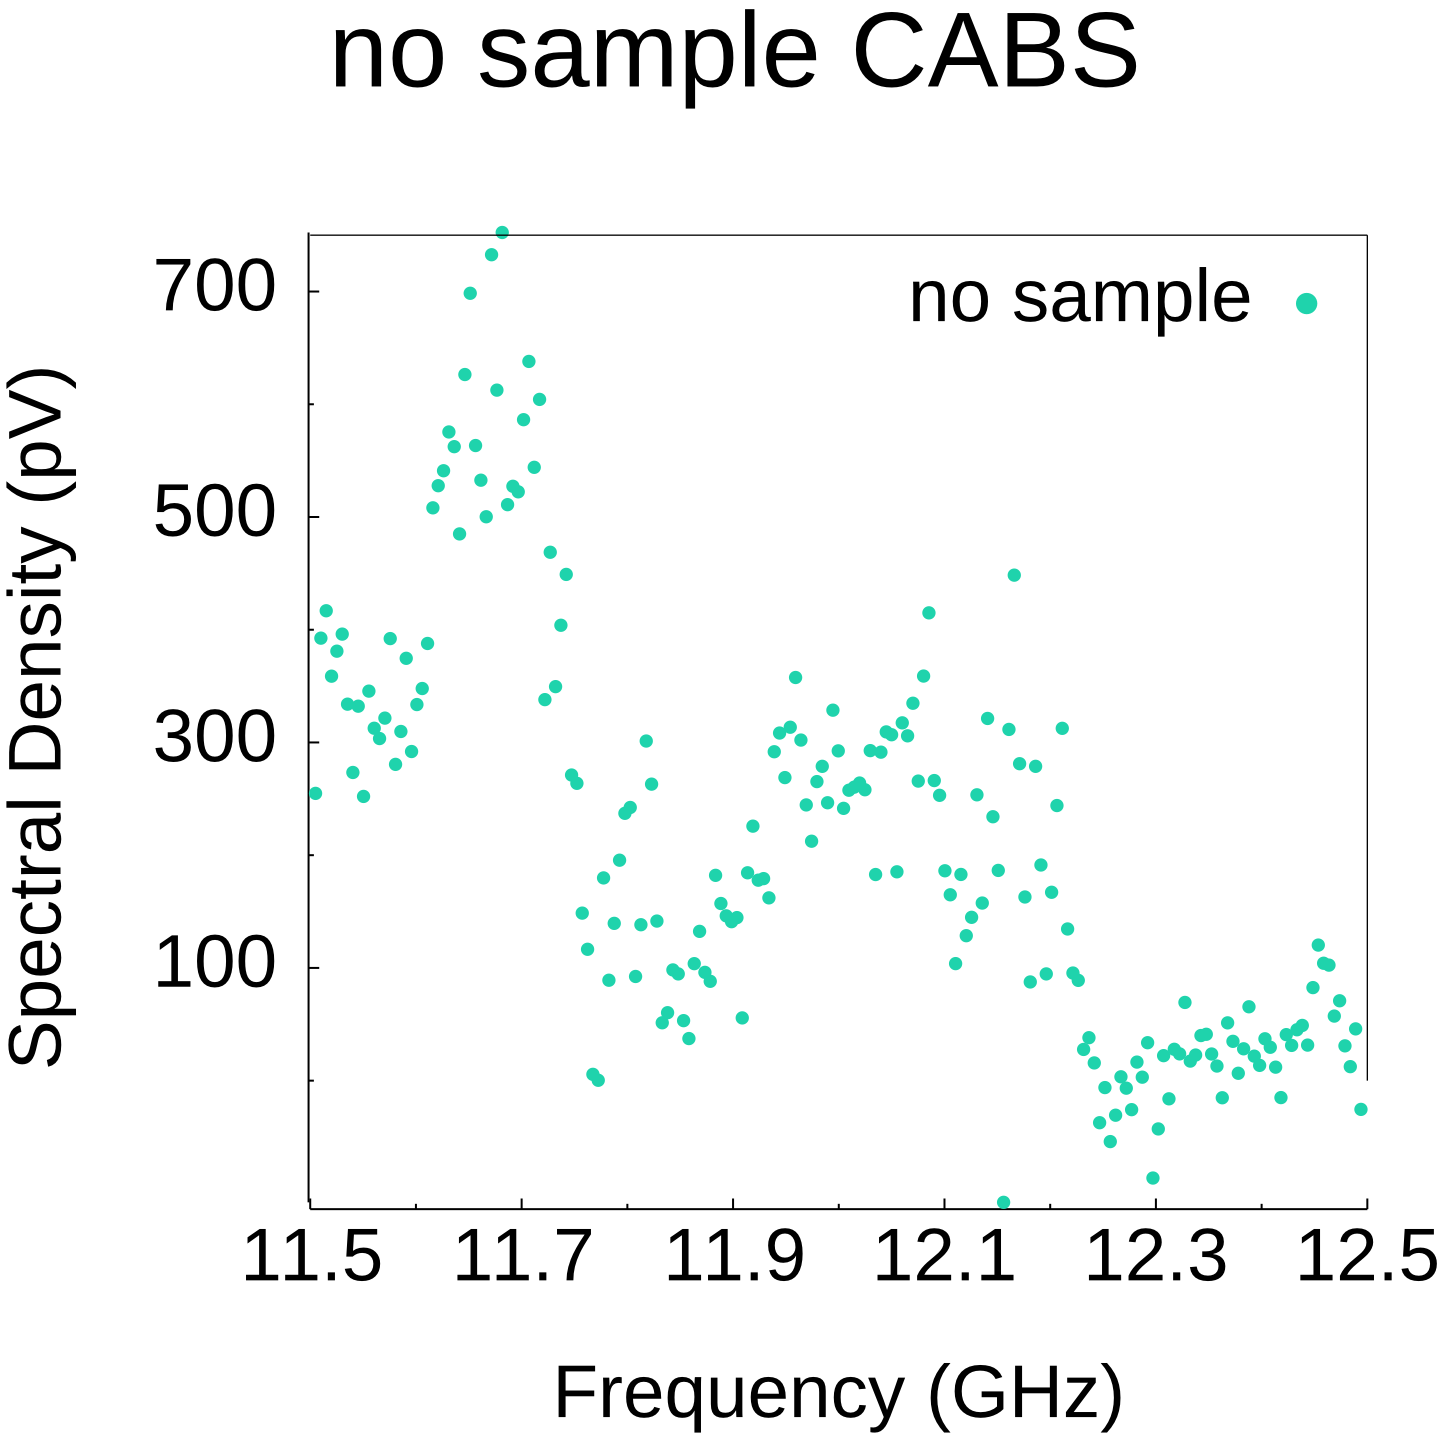 no sample CABS
no sample
Spectral Density (pV)
700
500
300
100
11.5 11.7 11.9 12.1 12.3 12.5
Frequency (GHz)